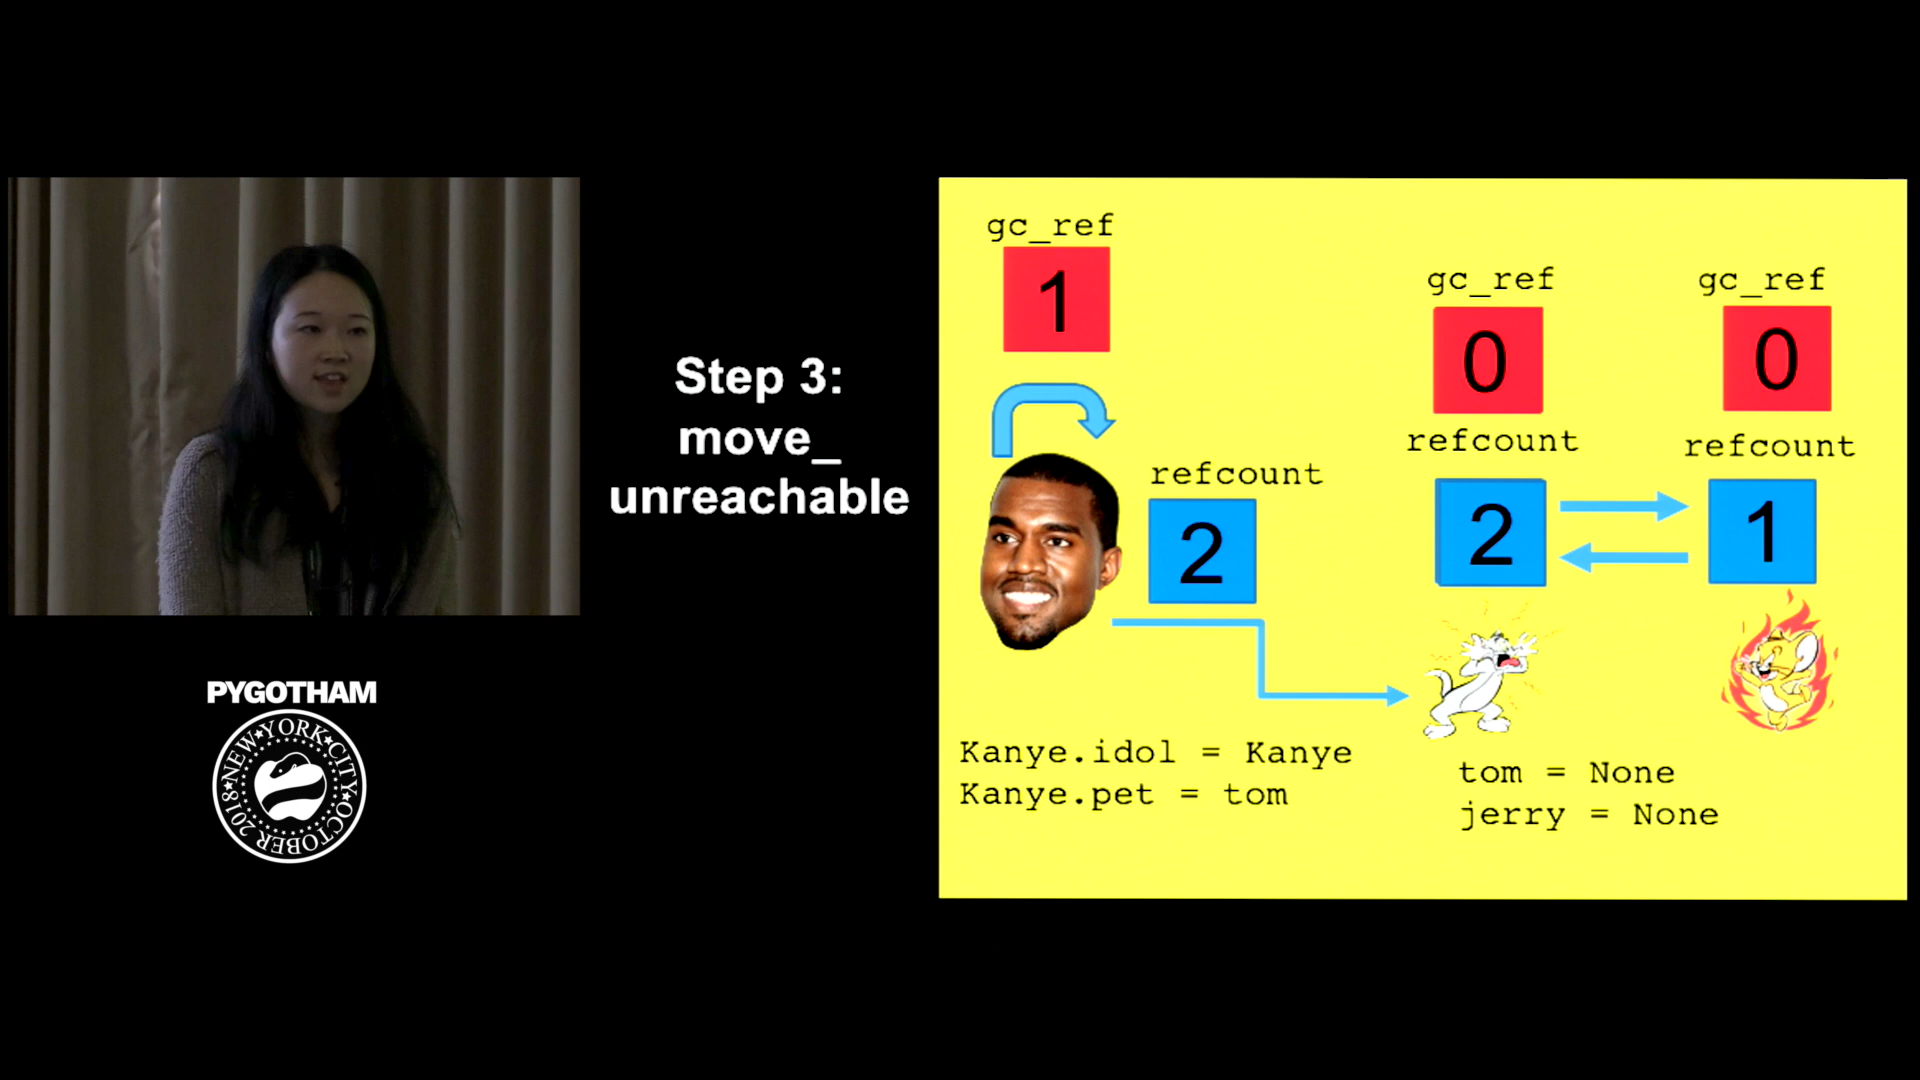 PYGOTHAM
NEW YORK CITY OCTOBER 2018
Step 3:
move_
unreachable
gc_ref
1
refcount
2
Kanye.idol = Kanye
Kanye.pet = tom
gc_ref
0
refcount
2
gc_ref
0
refcount
1
tom = None
jerry = None